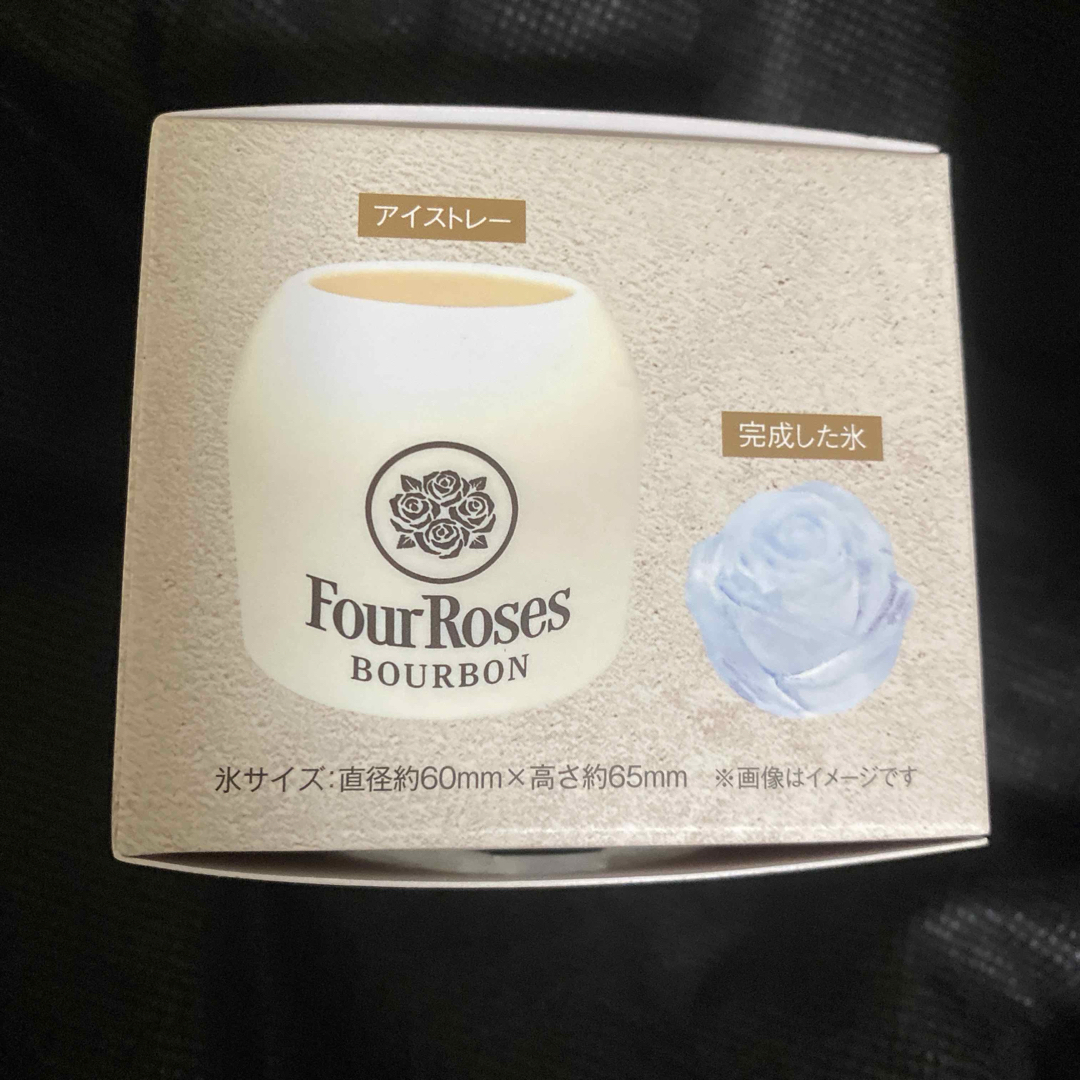 アイストレー
完成した氷
Four Roses
BOURBON
氷サイズ:直径約60mm×高さ約65mm ※画像はイメージです